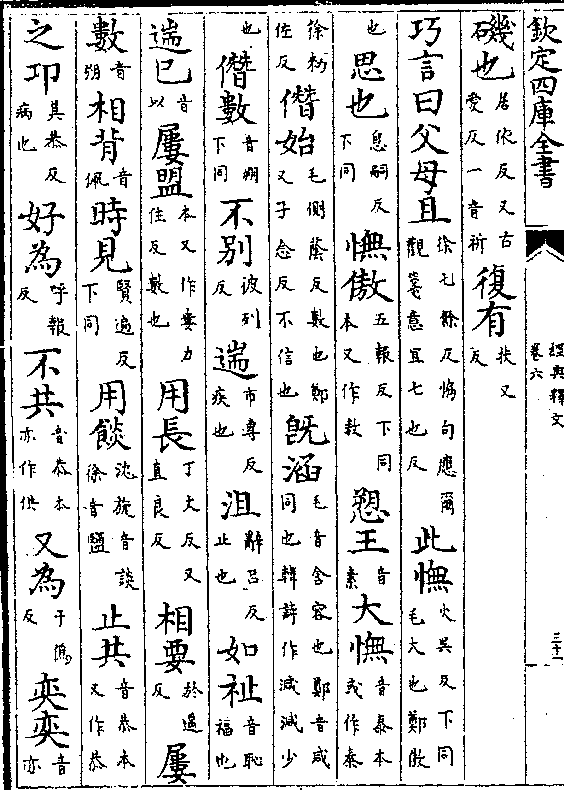 欽定四庫全書
經典釋文
卷六
三十一
磯也居依反又古愛反一音祈復有扶又反
巧言曰父母且徐七餘反協句應爾觀箋意宜七也反此憮火吳反下同毛大也鄭敖
也思也息嗣反下同憮傲五報反下同本又作敖愬王音素大憮音泰本或作泰
徐勑佐反僭始毛側蔭反數也鄭又子念反不信也既涵毛音含容也鄭音咸同也韓詩作減減少
也僭數音朔下同不别彼列反遄市專反疾也沮辭吕反止也如祉音恥福也
遄已音以屢盟本又作婁力住反數也用長丁丈反又直良反相要於遥反屢
數音朔相背音佩時見賢遍反下同用餤沈旋音談徐音鹽止共音恭本又作恭
之邛其恭反病也好為呼報反不共音恭本亦作供又為于偽反奕奕音亦